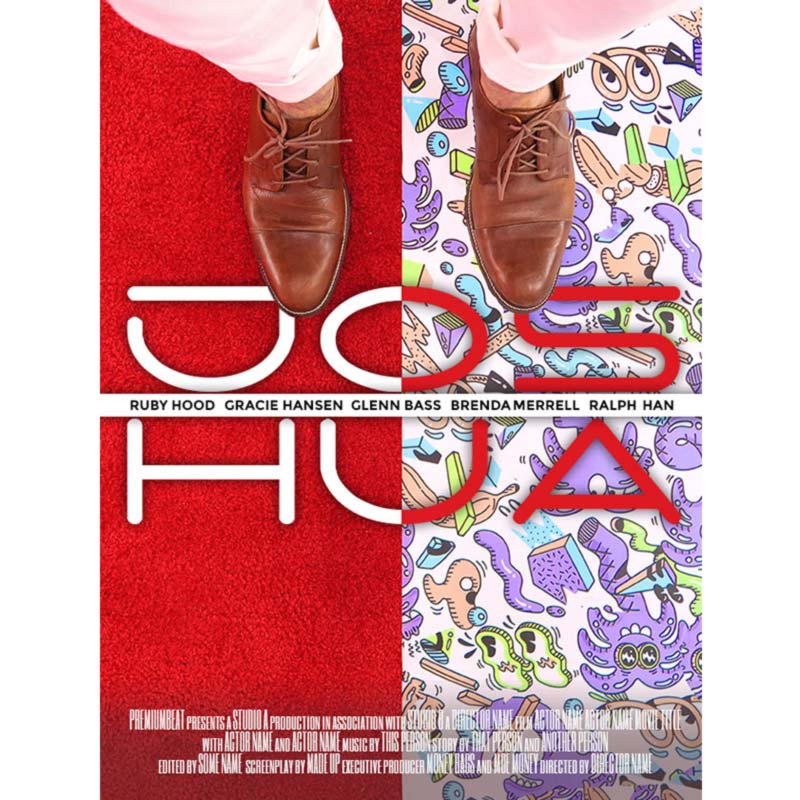 JOS
RUBY HOOD GRACIE HANSEN GLENN BASS BRENDA MERRELL RALPH HAN
HUA
PREMIUMBEAT PRESENTS A STUDIO A PRODUCTION IN ASSOCIATION WITH STUDIO B A DIRECTOR NAME FILM ACTOR NAME ACTOR NAME MOVIE TITLE
WITH ACTOR NAME AND ACTOR NAME MUSIC BY THIS PERSON STORY BY THAT PERSON AND ANOTHER PERSON
EDITED BY SOME NAME SCREENPLAY BY MADE UP EXECUTIVE PRODUCER MONEY BAGS AND MOE MONEY DIRECTED BY DIRECTOR NAME